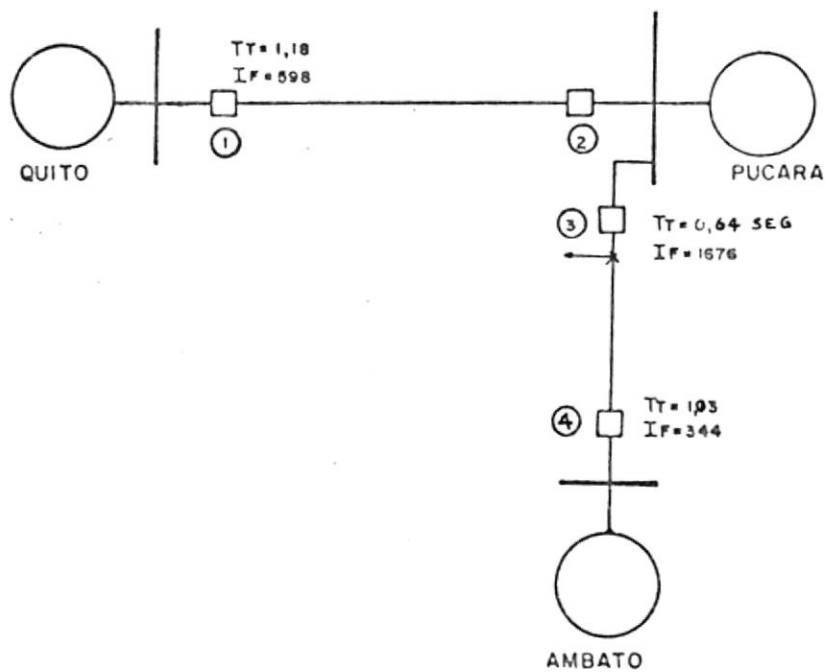 TT= 1,18
IF= 598
QUITO
1
2
PUCARA
3
TT= 0,64 SEG
IF= 1676
4
TT= 1,03
IF= 344
AMBATO